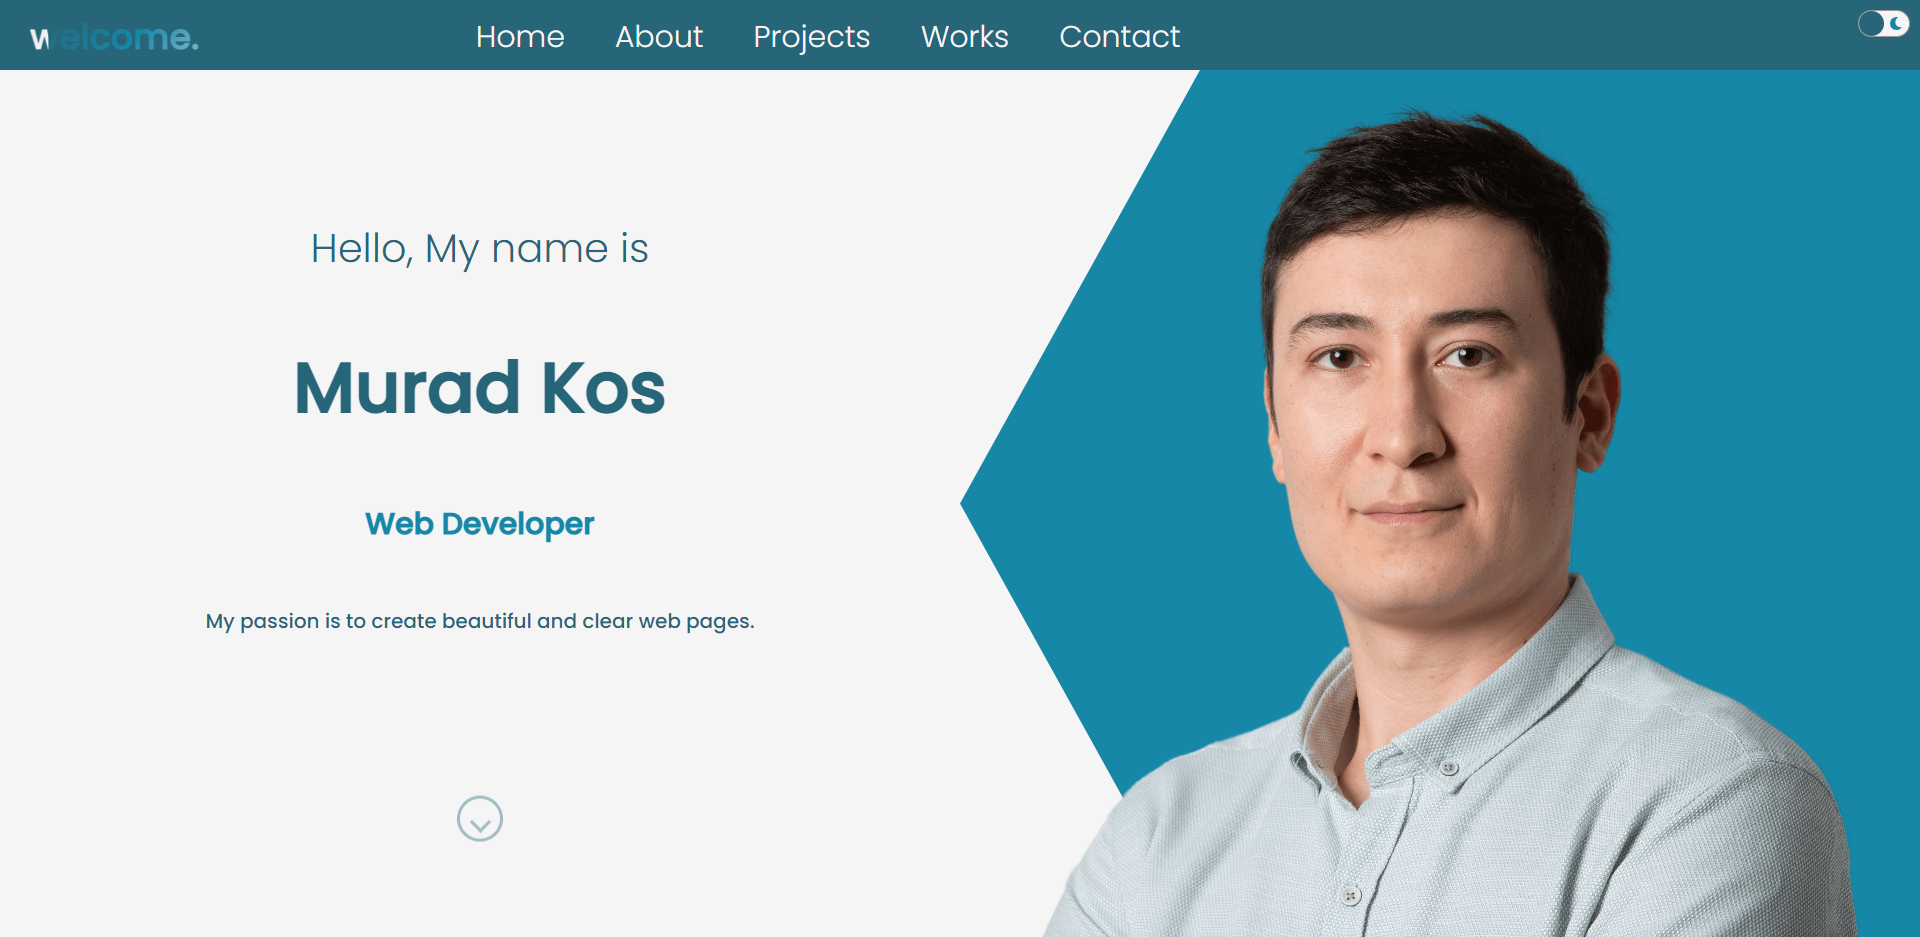 welcome.
Home About Projects Works Contact
Hello, My name is
Murad Kos
Web Developer
My passion is to create beautiful and clear web pages.